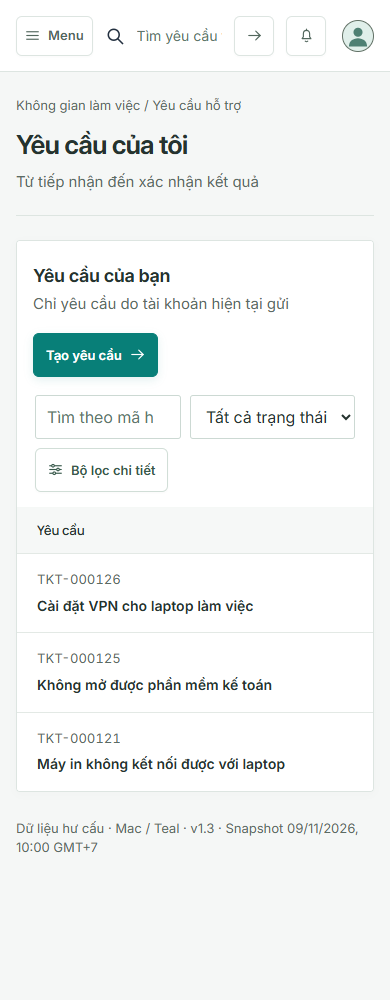 Menu
Tìm yêu cầu
Không gian làm việc / Yêu cầu hỗ trợ
Yêu cầu của tôi
Từ tiếp nhận đến xác nhận kết quả
Yêu cầu của bạn
Chỉ yêu cầu do tài khoản hiện tại gửi
Tạo yêu cầu
Tìm theo mã h
Tất cả trạng thái
Bộ lọc chi tiết
Yêu cầu
TKT-000126
Cài đặt VPN cho laptop làm việc
TKT-000125
Không mở được phần mềm kế toán
TKT-000121
Máy in không kết nối được với laptop
Dữ liệu hư cấu · Mac / Teal · v1.3 · Snapshot 09/11/2026,
10:00 GMT+7